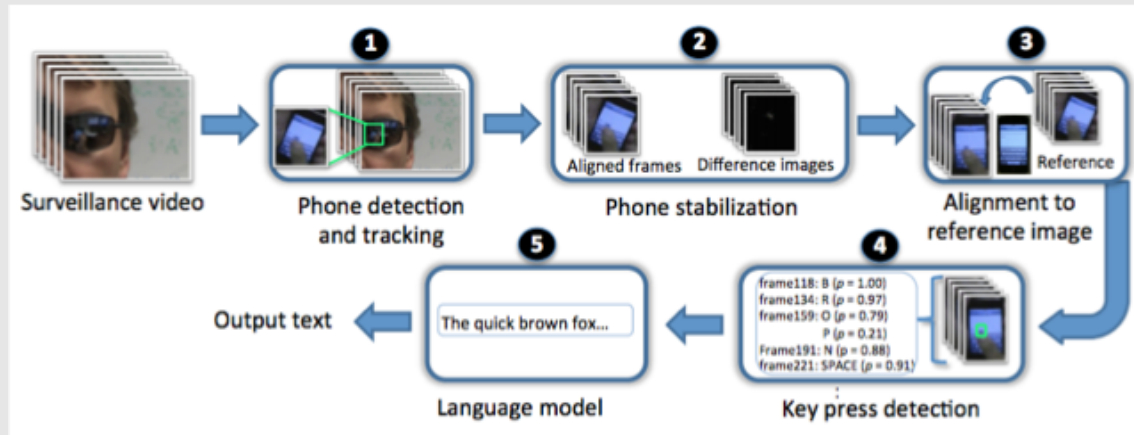 1
2
3
Aligned frames
Difference images
Reference
Surveillance video
Phone detection
and tracking
Phone stabilization
Alignment to
reference image
4
frame118: B (p = 1.00)
frame134: R (p = 0.97)
frame159: O (p = 0.79)
P (p = 0.21)
Frame191: N (p = 0.88)
frame221: SPACE (p = 0.91)
Key press detection
5
The quick brown fox...
Language model
Output text